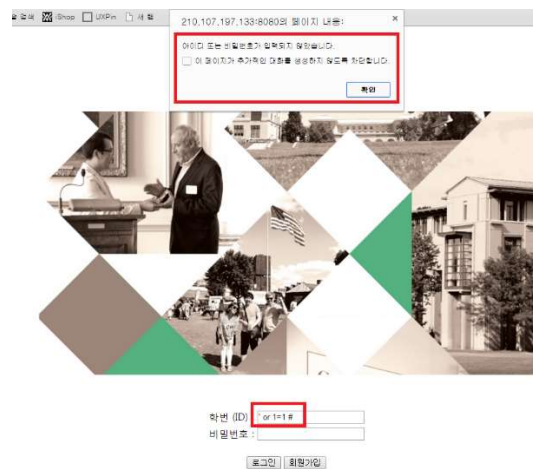 iShop UXPin 새 탭
210,107,197,133:8080의 페이지 내용:
아이디 또는 비밀번호가 입력되지 않았습니다.
이 페이지가 추가적인 대화를 생성하지 않도록 차단합니다.
확인
학번 (ID) ' or 1=1 #
비밀번호 :
로그인 회원가입